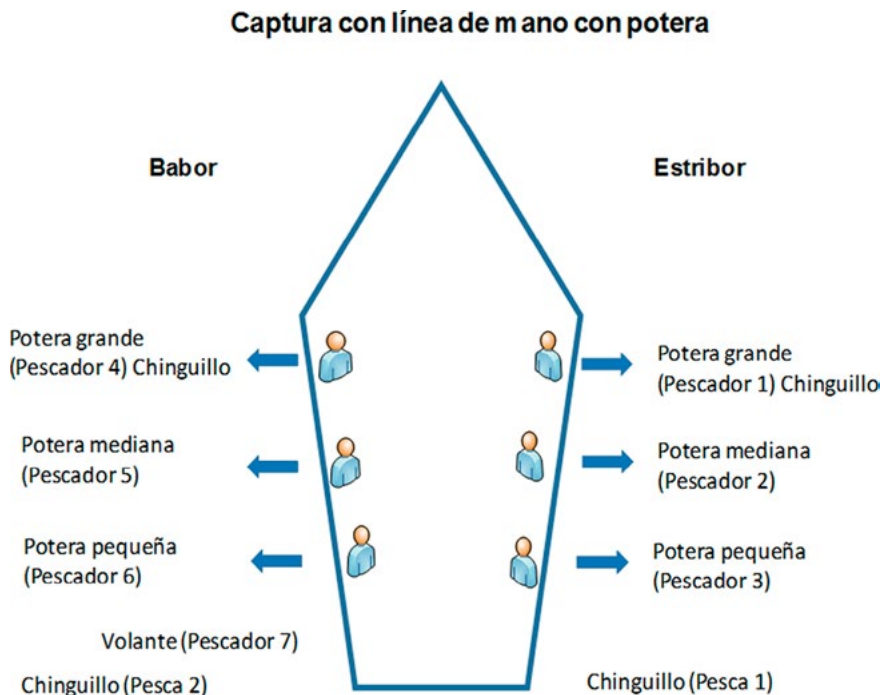 Captura con línea de mano con potera
Babor
Estribor
Potera grande
(Pescador 4) Chinguillo
Potera grande
(Pescador 1) Chinguillo
Potera mediana
(Pescador 5)
Potera mediana
(Pescador 2)
Potera pequeña
(Pescador 6)
Potera pequeña
(Pescador 3)
Volante (Pescador 7)
Chinguillo (Pesca 2)
Chinguillo (Pesca 1)